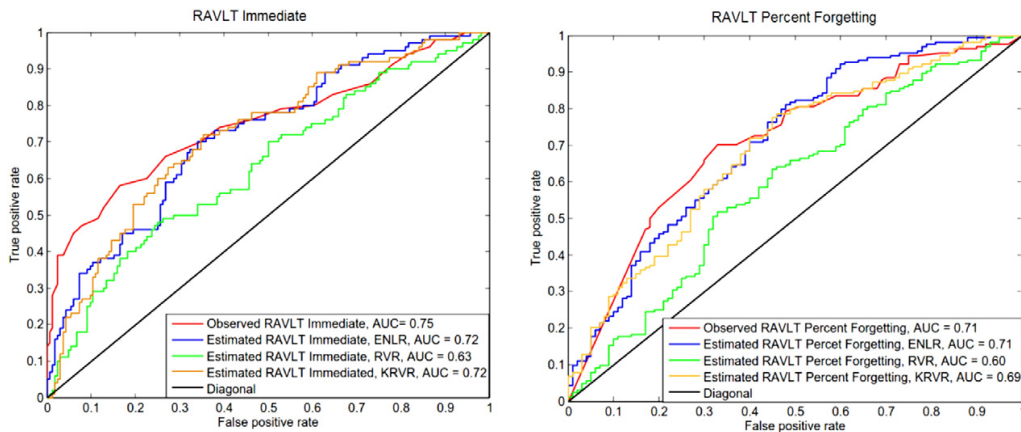 RAVLT Immediate
1
0.9
0.8
0.7
0.6
0.5
0.4
0.3
0.2
0.1
0
True positive rate
Observed RAVLT Immediate, AUC= 0.75
Estimated RAVLT Immediate, ENLR, AUC = 0.72
Estimated RAVLT Immediate, RVR, AUC = 0.63
Estimated RAVLT Immediated, KRVR, AUC = 0.72
Diagonal
0 0.1 0.2 0.3 0.4 0.5 0.6 0.7 0.8 0.9 1
False positive rate
RAVLT Percent Forgetting
1
0.9
0.8
0.7
0.6
0.5
0.4
0.3
0.2
0.1
0
True positive rate
Observed RAVLT Percent Forgetting, AUC = 0.71
Estimated RAVLT Percet Forgetting, ENLR, AUC = 0.71
Estimated RAVLT Percet Forgetting, RVR, AUC = 0.60
Estimated RAVLT Percent Forgetting, KRVR, AUC = 0.69
Diagonal
0 0.1 0.2 0.3 0.4 0.5 0.6 0.7 0.8 0.9 1
False positive rate